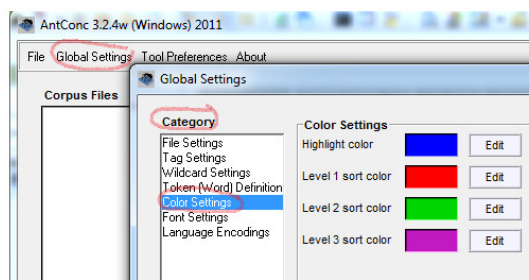 AntConc 3.2.4w (Windows) 2011
File Global Settings Tool Preferences About
Corpus Files
Global Settings
Category
File Settings
Tag Settings
Wildcard Settings
Token (Word) Definition
Color Settings
Font Settings
Language Encodings
Color Settings
Highlight color Edit
Level 1 sort color Edit
Level 2 sort color Edit
Level 3 sort color Edit